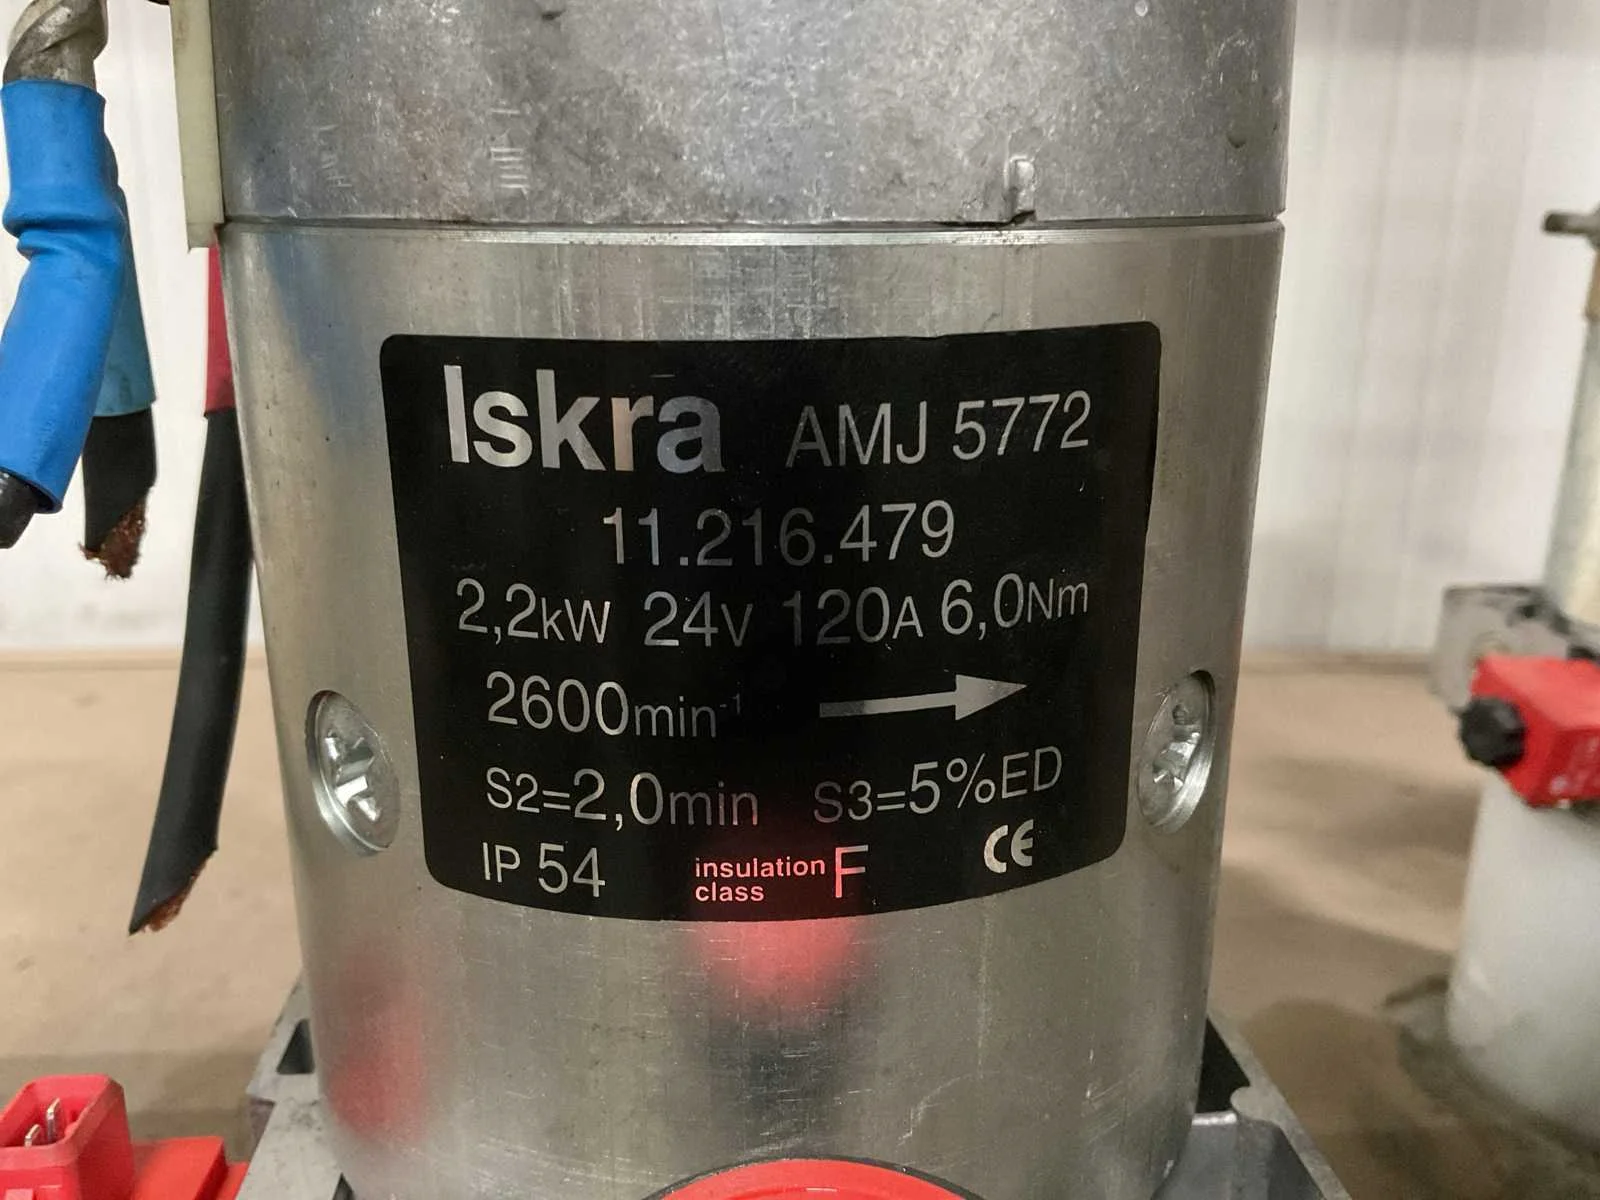 Iskra AMJ 5772
11.216.479
2,2kW 24V 120A 6,0Nm
2600min⁻¹
S2=2,0min S3=5%ED
IP 54 insulation class F CE